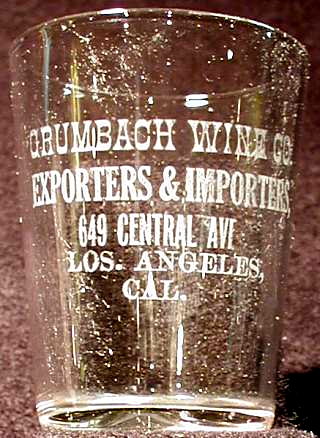 GRUMBACH WINE CO.
EXPORTERS & IMPORTERS,
649 CENTRAL AVE
LOS. ANGELES,
CAL.